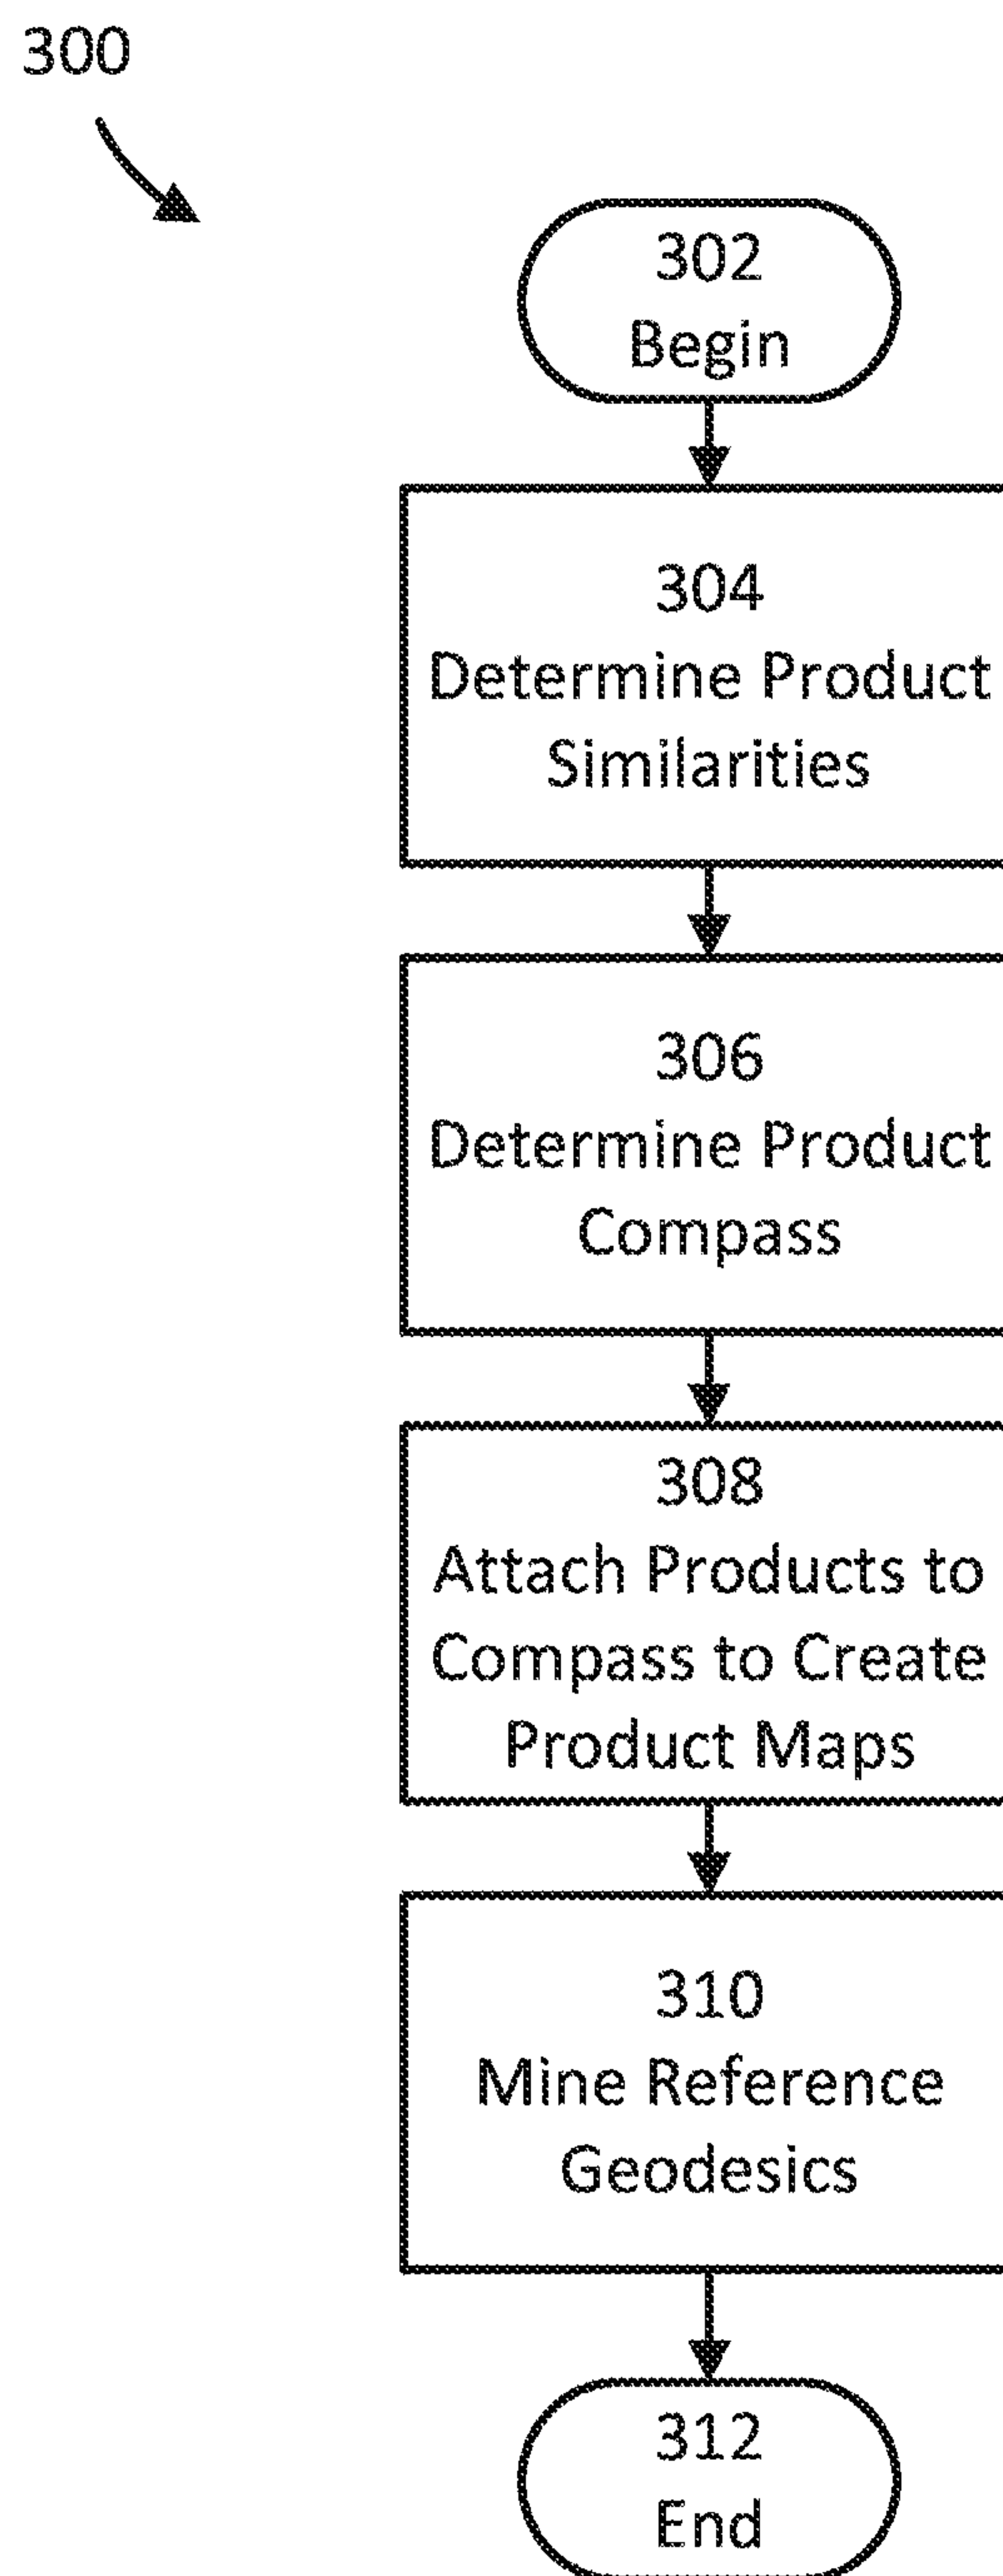 300
302
Begin
304
Determine Product
Similarities
306
Determine Product
Compass
308
Attach Products to
Compass to Create
Product Maps
310
Mine Reference
Geodesics
312
End